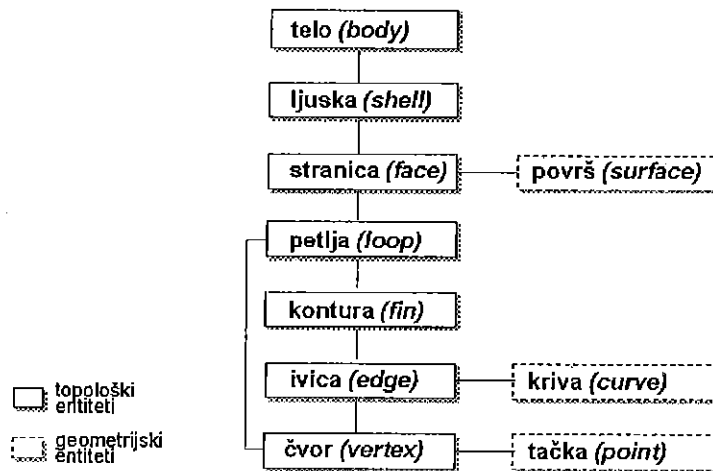 telo (body)
ljuska (shell)
stranica (face)
površ (surface)
petlja (loop)
kontura (fin)
ivica (edge)
kriva (curve)
čvor (vertex)
tačka (point)
topološki
entiteti
geometrijski
entiteti